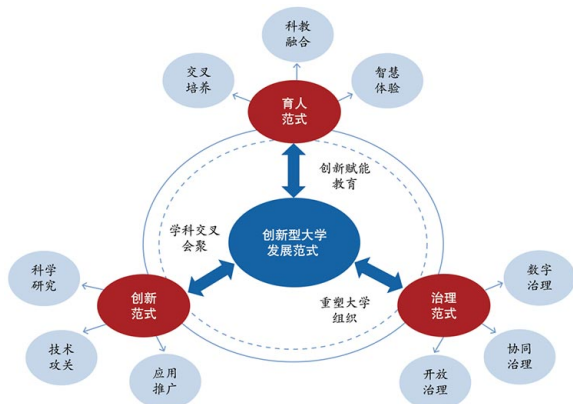 科教
融合
交叉
培养
智慧
体验
育人
范式
创新赋能
教育
学科交叉
会聚
创新型大学
发展范式
科学
研究
创新
范式
重塑大学
组织
治理
范式
数字
治理
技术
攻关
应用
推广
开放
治理
协同
治理